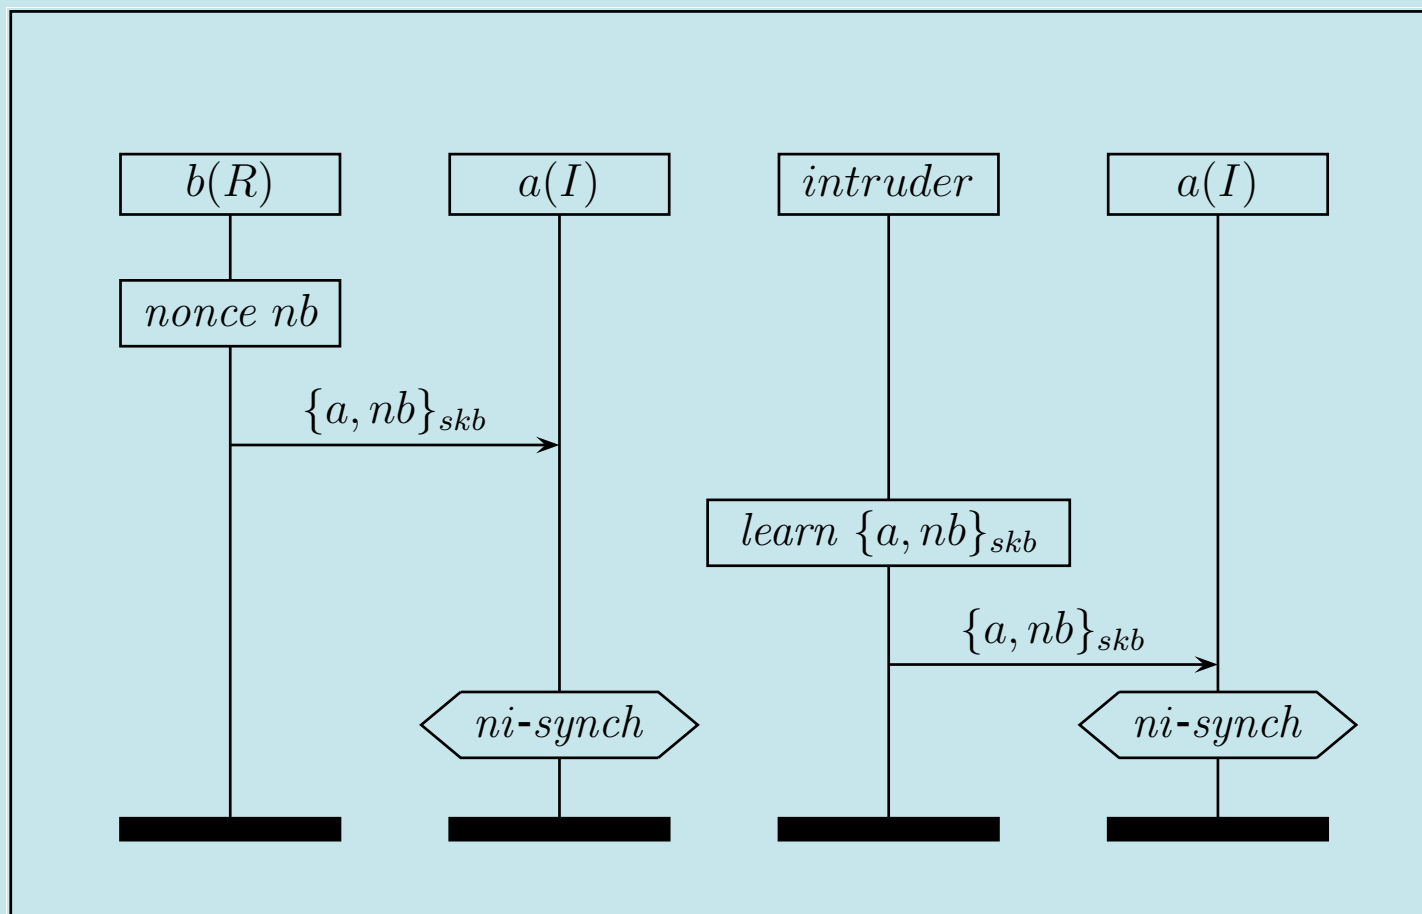 b(R)
a(I)
intruder
a(I)
nonce nb
{a, nb}skb
learn {a, nb}skb
{a, nb}skb
ni-synch
ni-synch